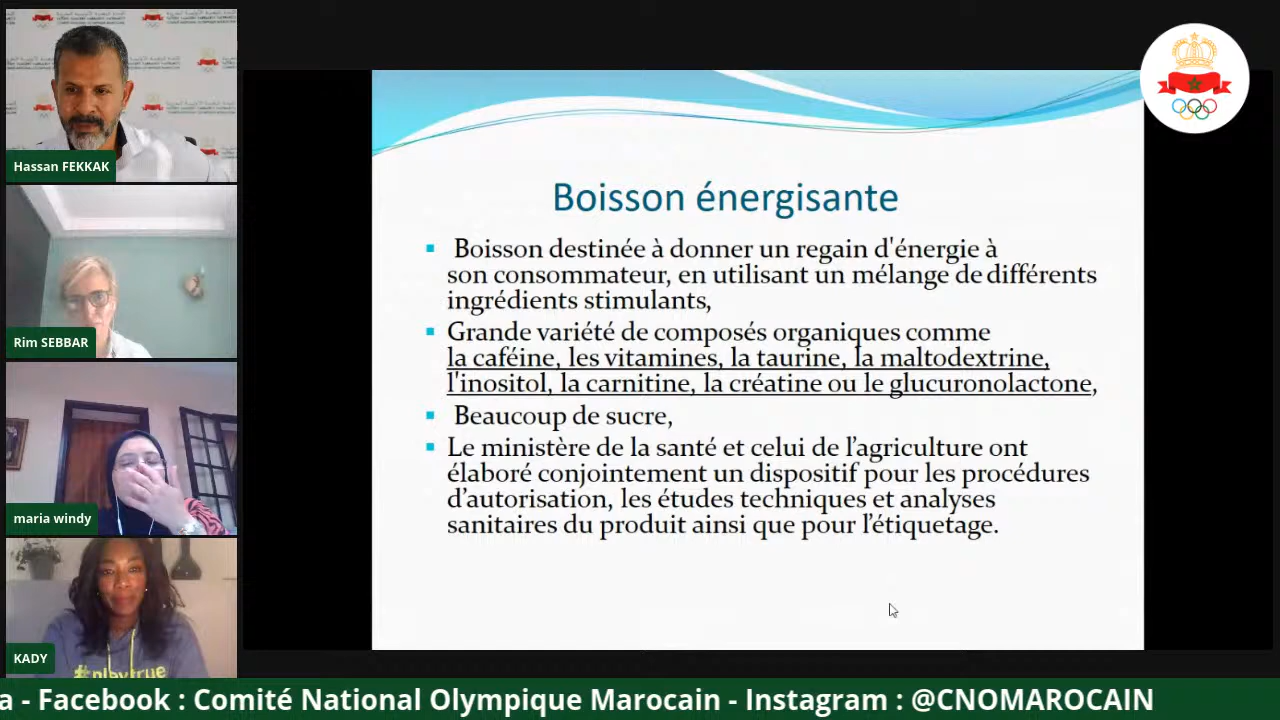 Hassan FEKKAK
Rim SEBBAR
maria windy
KADY
#playtrue
Boisson énergisante
Boisson destinée à donner un regain d'énergie à
son consommateur, en utilisant un mélange de différents
ingrédients stimulants,
Grande variété de composés organiques comme
la caféine, les vitamines, la taurine, la maltodextrine,
l'inositol, la carnitine, la créatine ou le glucuronolactone,
Beaucoup de sucre,
Le ministère de la santé et celui de l’agriculture ont
élaboré conjointement un dispositif pour les procédures
d’autorisation, les études techniques et analyses
sanitaires du produit ainsi que pour l’étiquetage.
a - Facebook : Comité National Olympique Marocain - Instagram : @CNOMAROCAIN